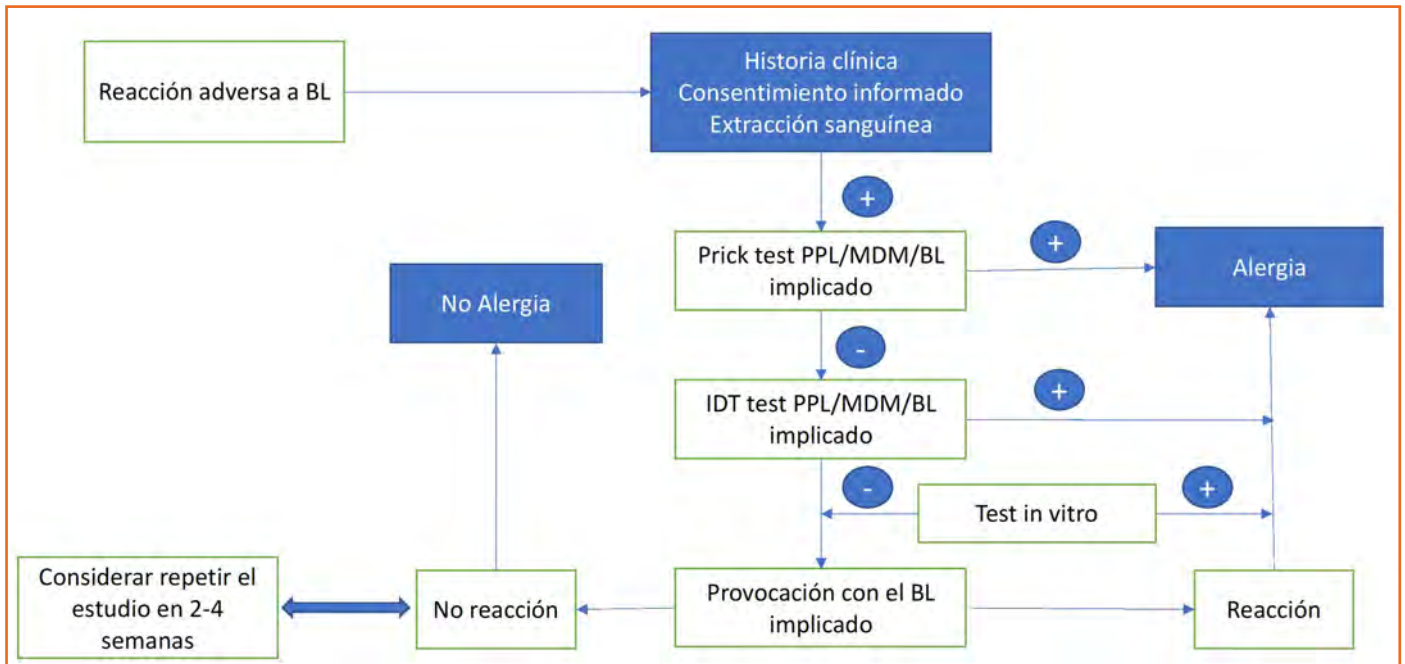 Reacción adversa a BL
Historia clínica
Consentimiento informado
Extracción sanguínea
+
Prick test PPL/MDM/BL
implicado
+
Alergia
No Alergia
-
IDT test PPL/MDM/BL
implicado
+
-
Test in vitro
+
Considerar repetir el
estudio en 2-4
semanas
No reacción
Provocación con el BL
implicado
Reacción